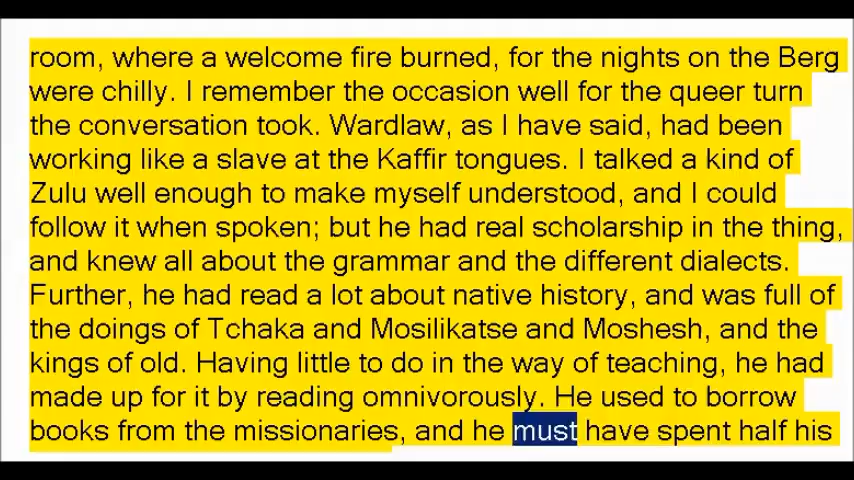 room, where a welcome fire burned, for the nights on the Berg
were chilly. I remember the occasion well for the queer turn
the conversation took. Wardlaw, as I have said, had been
working like a slave at the Kaffir tongues. I talked a kind of
Zulu well enough to make myself understood, and I could
follow it when spoken; but he had real scholarship in the thing,
and knew all about the grammar and the different dialects.
Further, he had read a lot about native history, and was full of
the doings of Tchaka and Mosilikatse and Moshesh, and the
kings of old. Having little to do in the way of teaching, he had
made up for it by reading omnivorously. He used to borrow
books from the missionaries, and he must have spent half his